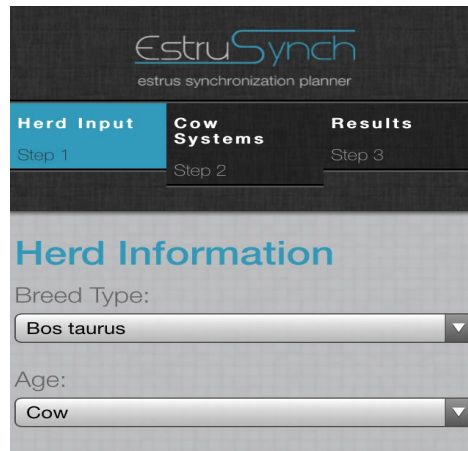 EstruSynch
estrus synchronization planner
Herd Input
Step 1
Cow
Systems
Step 2
Results
Step 3
Herd Information
Breed Type:
Bos taurus
Age:
Cow